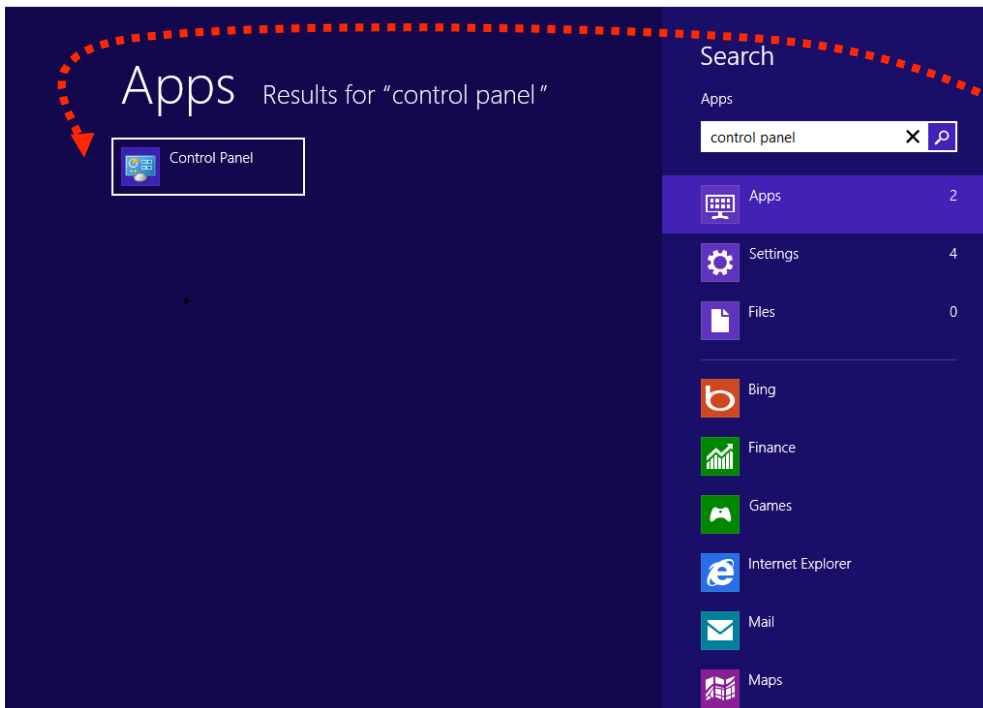 Apps Results for “control panel”
Control Panel
Search
Apps
control panel
Apps 2
Settings 4
Files 0
Bing
Finance
Games
Internet Explorer
Mail
Maps